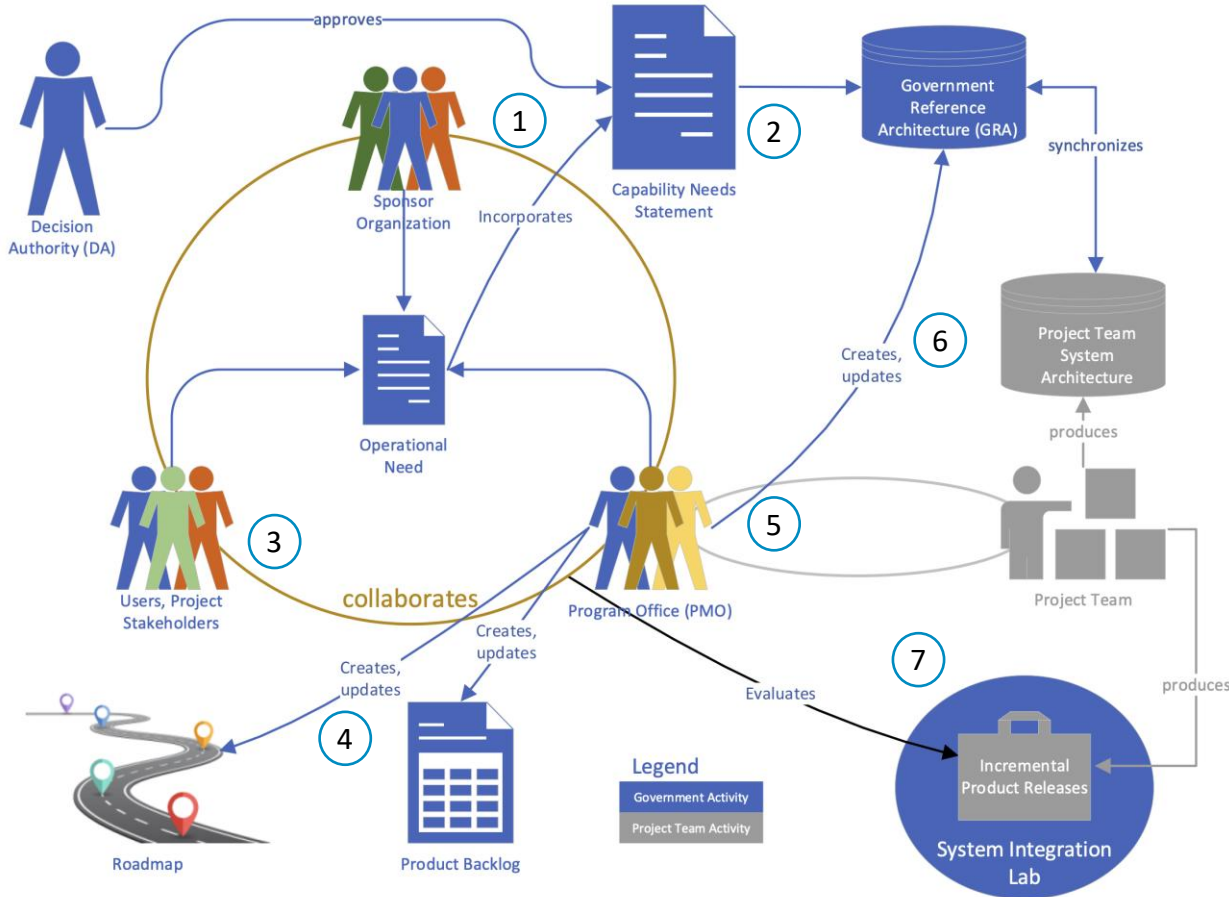 approves
1
2
Government
Reference
Architecture (GRA)
synchronizes
Sponsor
Organization
Incorporates
Capability Needs
Statement
Decision
Authority (DA)
6
Project Team
System
Architecture
Creates,
updates
Operational
Need
produces
3
5
collaborates
Users, Project
Stakeholders
Program Office (PMO)
Project Team
Creates,
updates
Creates,
updates
4
7
Evaluates
produces
Legend
Government Activity
Project Team Activity
Incremental
Product Releases
System Integration
Lab
Roadmap
Product Backlog